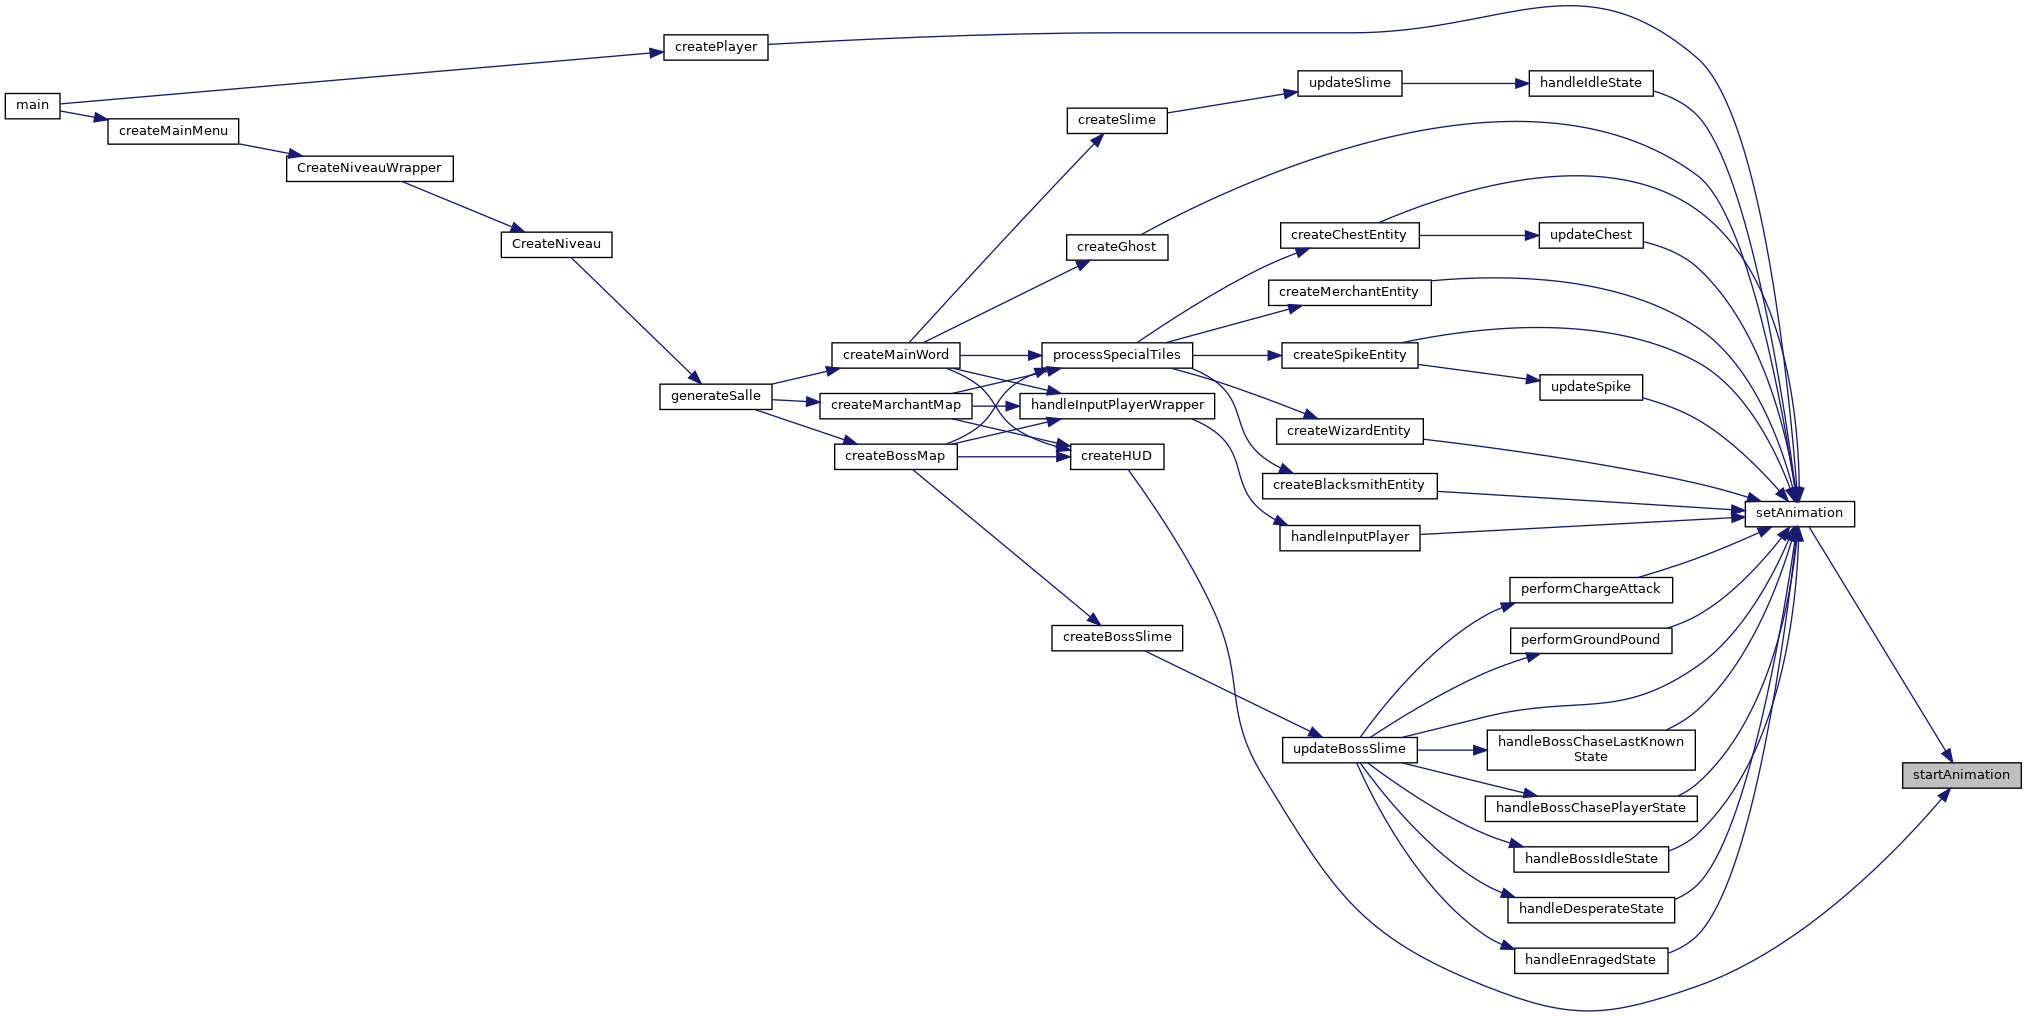 main
createPlayer
createMainMenu
CreateNiveauWrapper
CreateNiveau
generateSalle
createMainWord
createMarchantMap
createBossMap
createSlime
createGhost
processSpecialTiles
handleInputPlayerWrapper
createHUD
createBossSlime
updateSlime
handleIdleState
createChestEntity
updateChest
createMerchantEntity
createSpikeEntity
updateSpike
createWizardEntity
createBlacksmithEntity
handleInputPlayer
setAnimation
performChargeAttack
performGroundPound
updateBossSlime
handleBossChaseLastKnown
State
handleBossChasePlayerState
handleBossIdleState
handleDesperateState
handleEnragedState
startAnimation